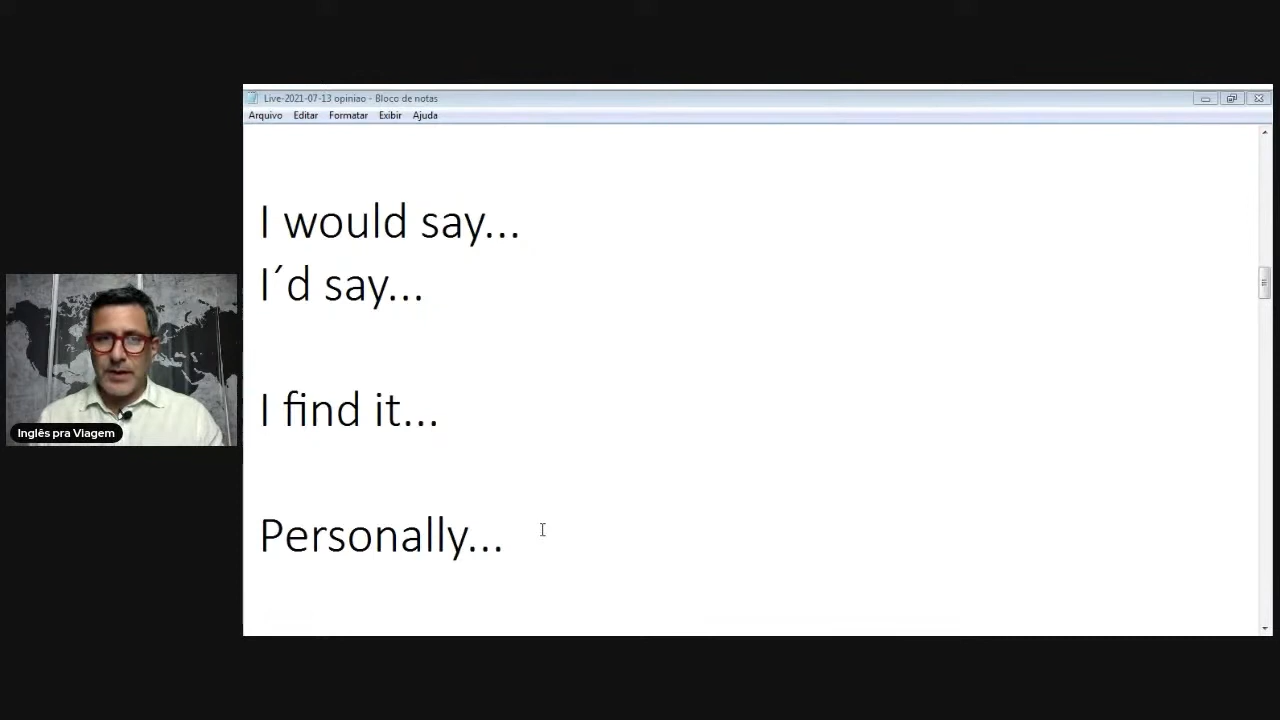 Live-2021-07-13 opiniao - Bloco de notas
Arquivo Editar Formatar Exibir Ajuda
I would say...
I´d say...
I find it...
Inglês pra Viagem
Personally...